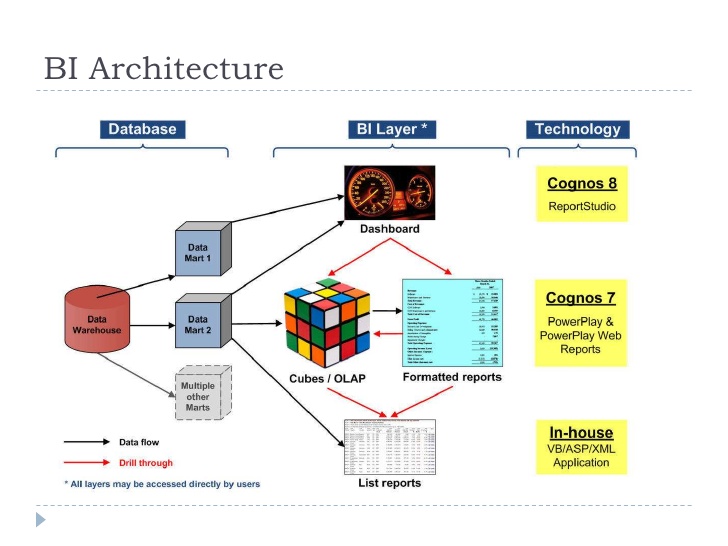 BI Architecture
Database
BI Layer *
Technology
Cognos 8
ReportStudio
Dashboard
Data
Mart 1
Data
Warehouse
Data
Mart 2
Cognos 7
PowerPlay &
PowerPlay Web
Reports
Cubes / OLAP
Formatted reports
Multiple
other
Marts
In-house
VB/ASP/XML
Application
List reports
Data flow
Drill through
* All layers may be accessed directly by users